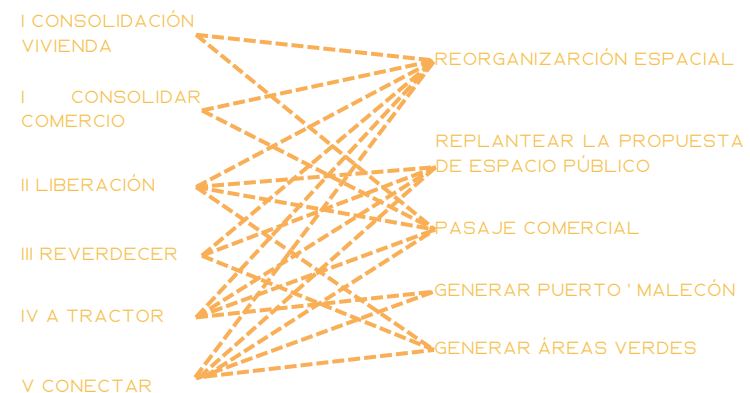 I CONSOLIDACIÓN
VIVIENDA
I CONSOLIDAR
COMERCIO
II LIBERACIÓN
III REVERDECER
IV A TRACTOR
V CONECTAR
REORGANIZARCIÓN ESPACIAL
REPLANTEAR LA PROPUESTA
DE ESPACIO PÚBLICO
PASAJE COMERCIAL
GENERAR PUERTO ' MALECÓN
GENERAR ÁREAS VERDES